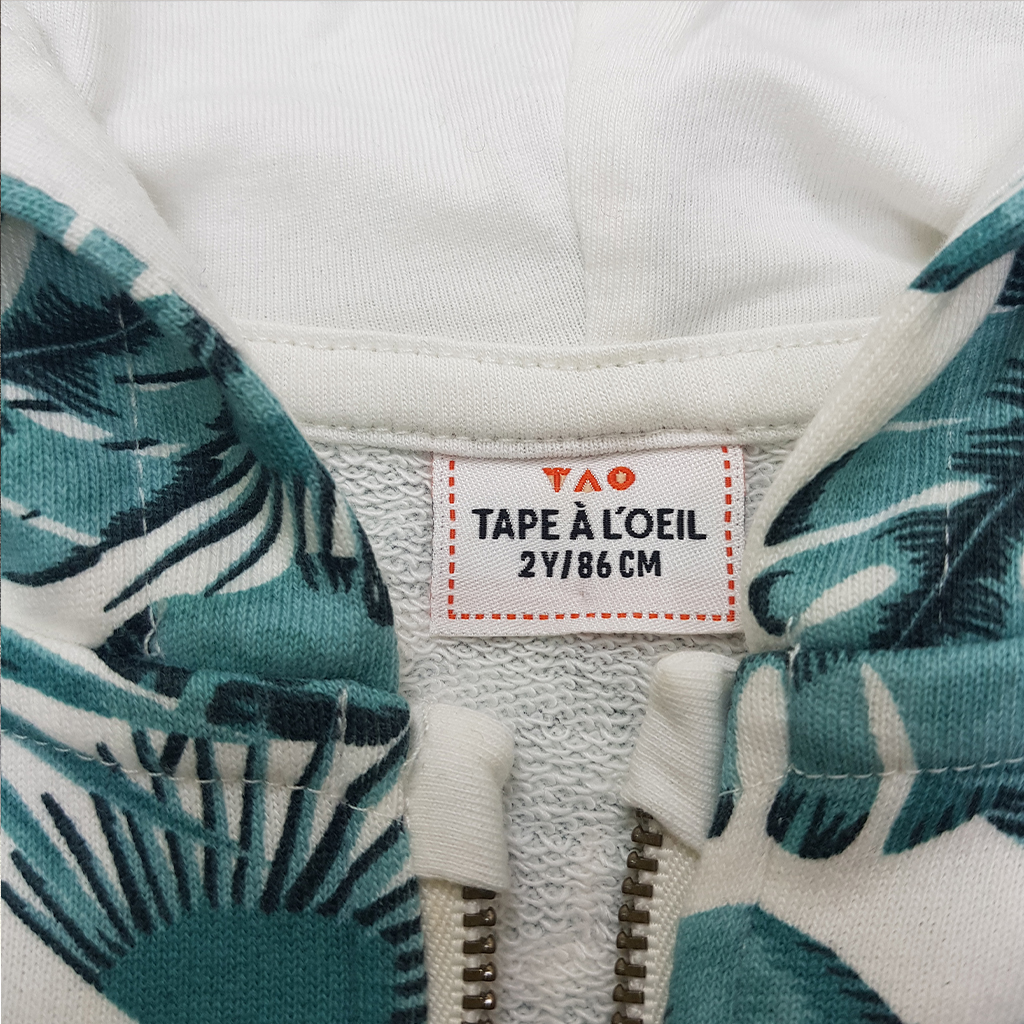 TAO
TAPE À L'OEIL
2Y/86 CM